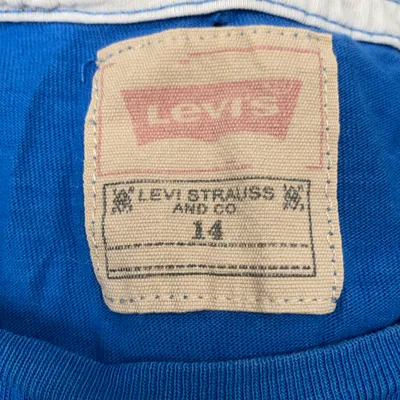 Levi's
LEVI STRAUSS
AND CO
14